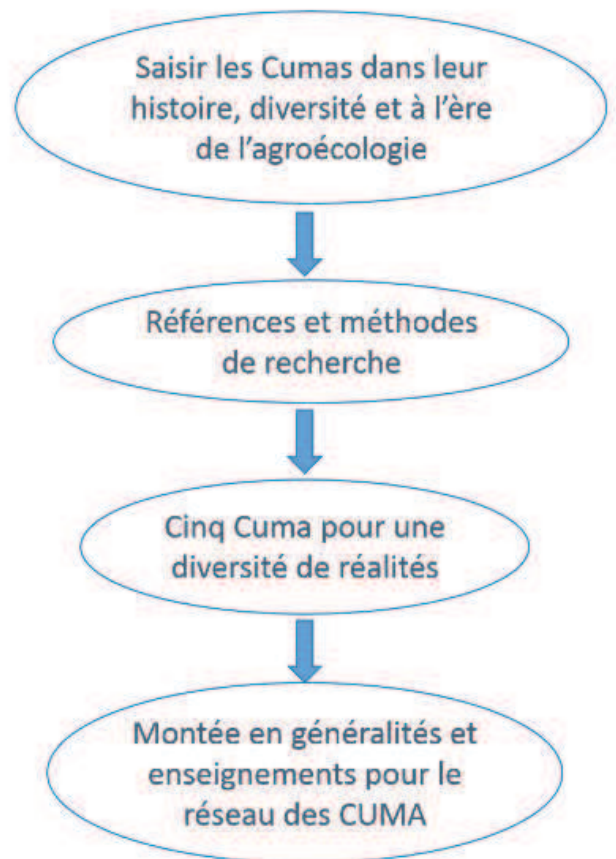 Saisir les Cumas dans leur
histoire, diversité et à l'ère
de l'agroécologie
Références et méthodes
de recherche
Cinq Cuma pour une
diversité de réalités
Montée en généralités et
enseignements pour le
réseau des CUMA